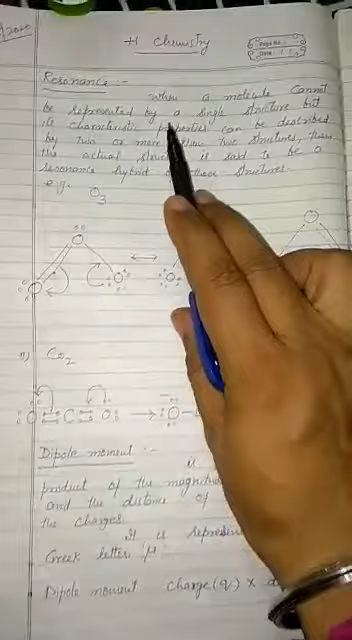 Chemistry
Resonance :-
When a molecule cannot
be represented by a single structure but
its characteristic properties can be described
by two or more than two structures, then
the actual structure is said to be a
resonance hybrid of these structures.
e.g. O3
ii) CO2
Dipole moment :-
is
product of the magnitu
and the distance of
the charges.
It is represen
Greek letter 'μ'
Dipole moment charge (q) × d